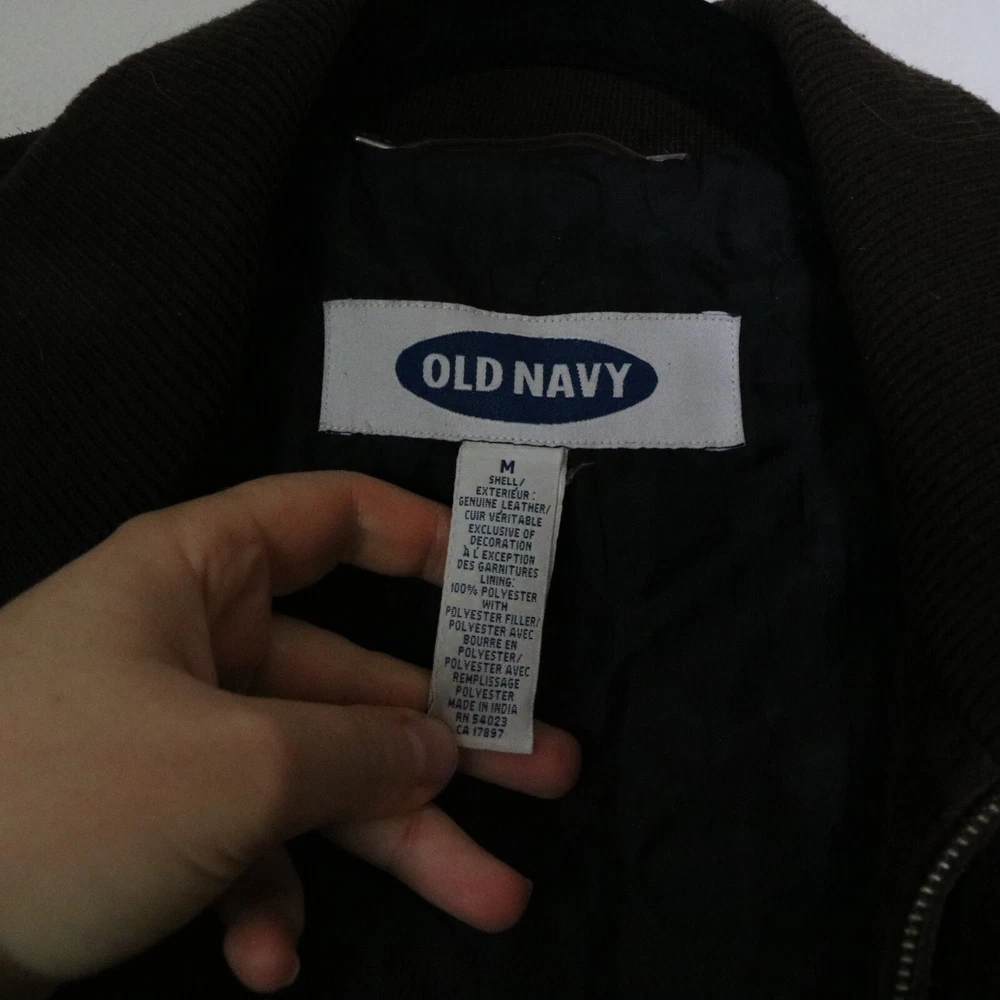 OLD NAVY
M
SHELL/
EXTERIEUR:
GENUINE LEATHER/
CUIR VERITABLE
EXCLUSIVE OF
DECORATION
À L'EXCEPTION
DES GARNITURES
LINING:
100% POLYESTER
WITH
POLYESTER FILLER/
POLYESTER AVEC
BOURRE EN
POLYESTER/
POLYESTER AVEC
REMPLISSAGE
POLYESTER
MADE IN INDIA
RN 54023
CA 17897